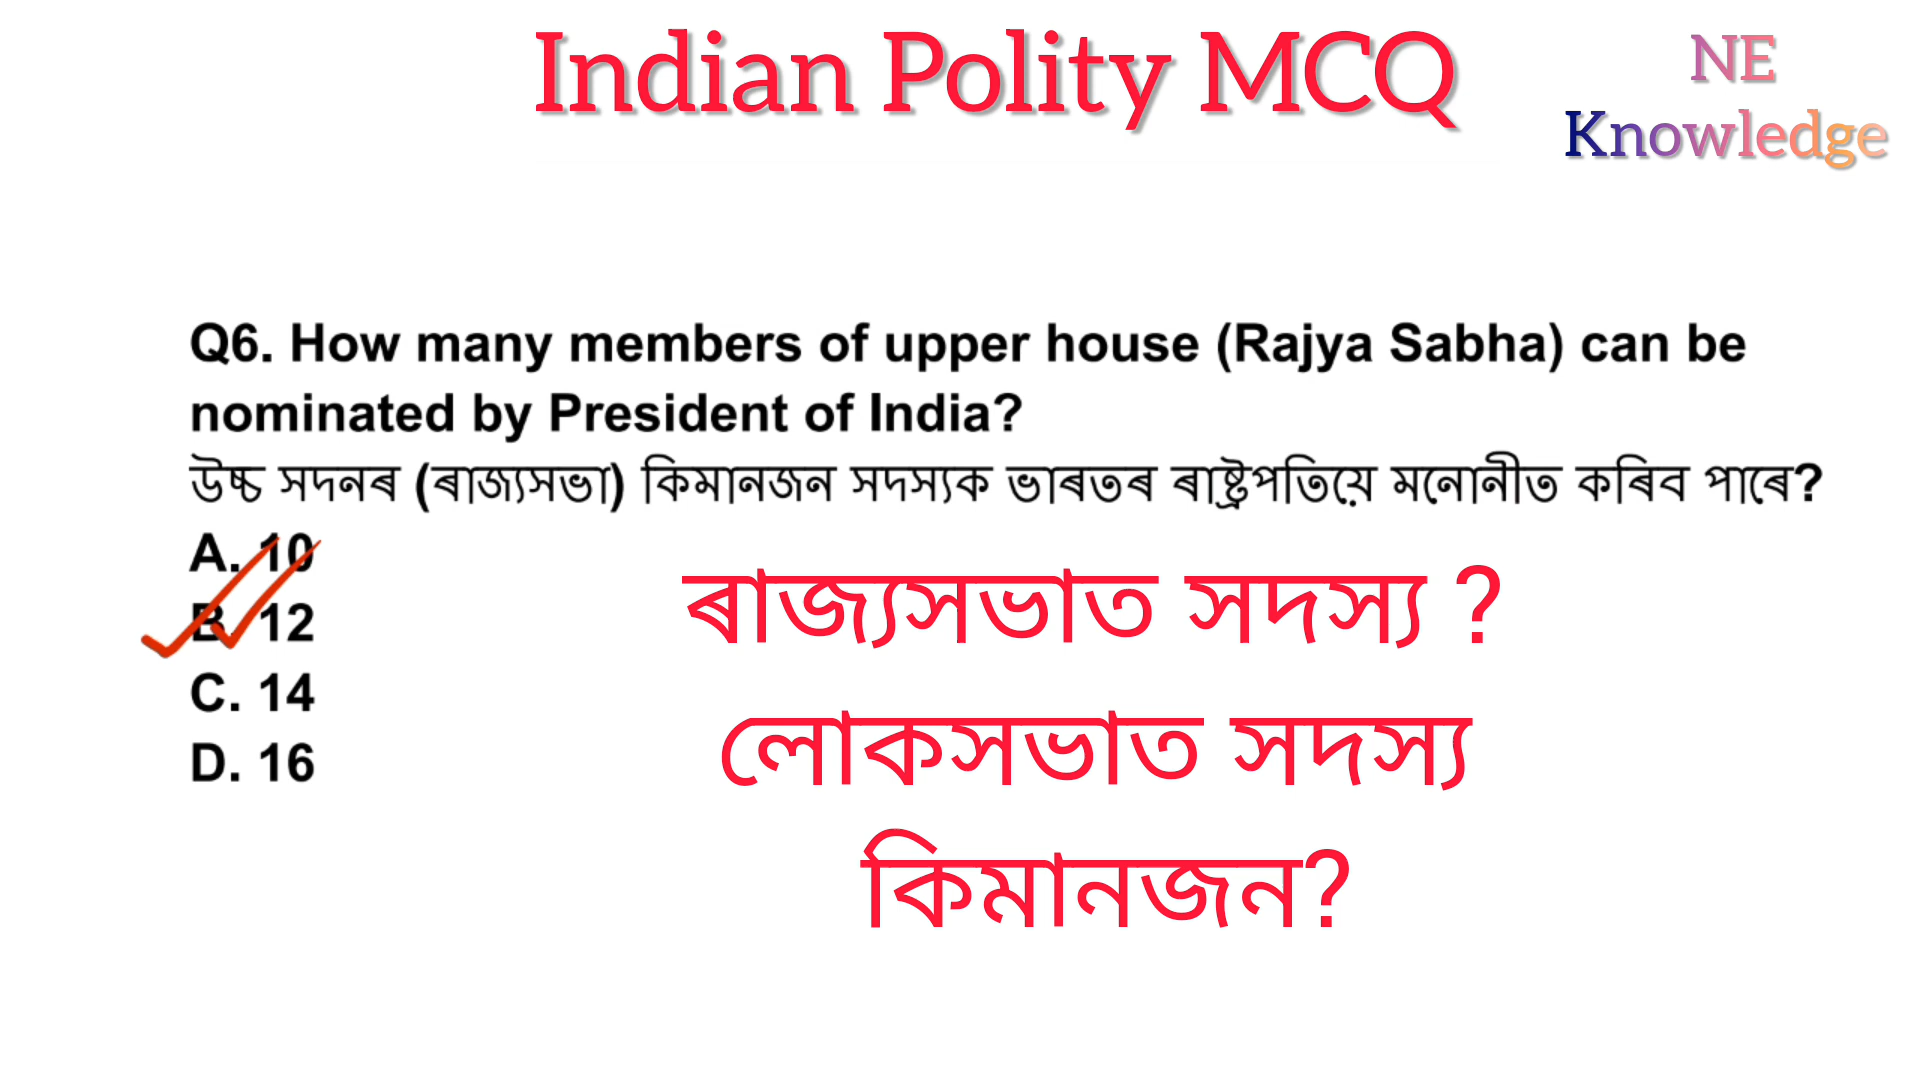 Indian Polity MCQ
NE
Knowledge
Q6. How many members of upper house (Rajya Sabha) can be
nominated by President of India?
উচ্চ সদনৰ (ৰাজ্যসভা) কিমানজন সদস্যক ভাৰতৰ ৰাষ্ট্ৰপতিয়ে মনোনীত কৰিব পাৰে?
A. 10
B. 12
C. 14
D. 16
ৰাজ্যসভাত সদস্য ?
লোকসভাত সদস্য
কিমানজন?